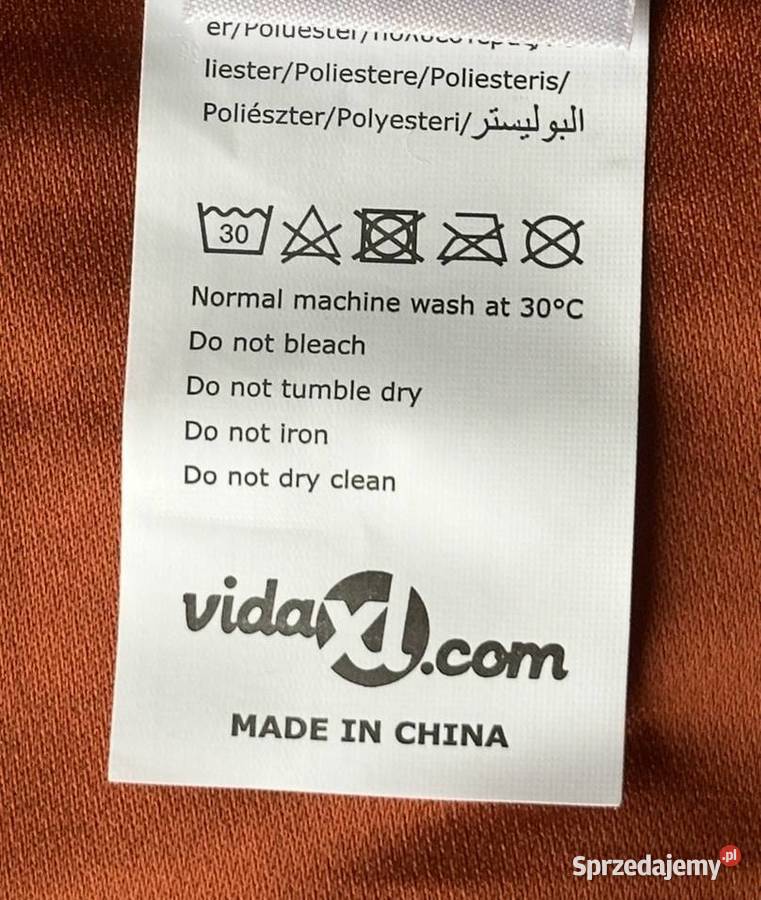 liester/Poliestere/Poliesteris/
Poliészter/Polyesteri/البوليستر
30
Normal machine wash at 30°C
Do not bleach
Do not tumble dry
Do not iron
Do not dry clean
vidaXL.com
MADE IN CHINA
Sprzedajemy.pl